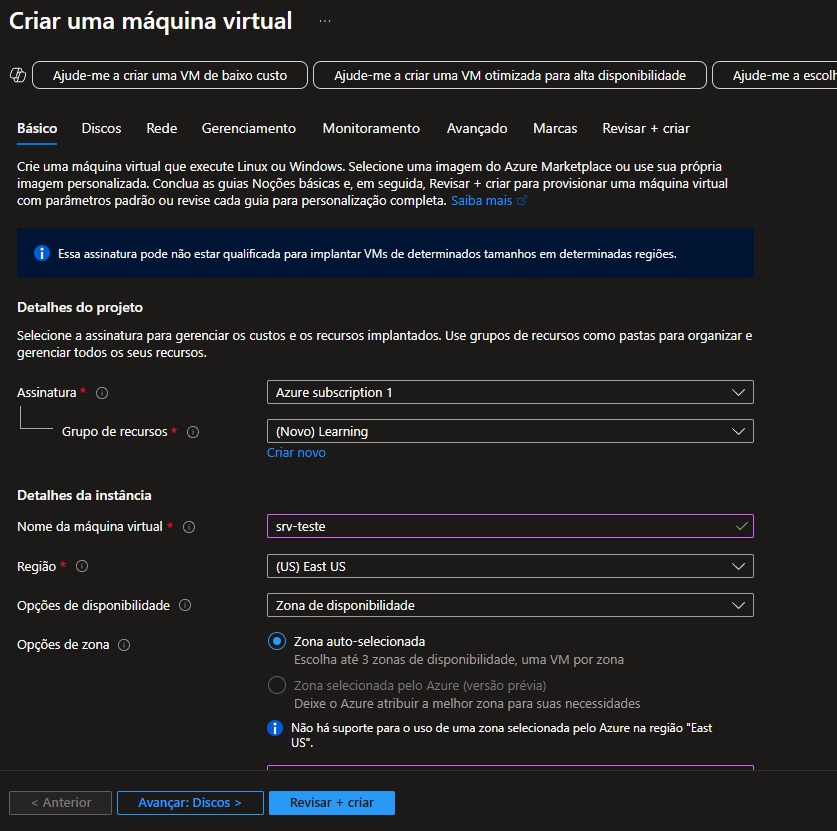 Criar uma máquina virtual ...
Ajude-me a criar uma VM de baixo custo
Ajude-me a criar uma VM otimizada para alta disponibilidade
Ajude-me a escolh
Básico Discos Rede Gerenciamento Monitoramento Avançado Marcas Revisar + criar
Crie uma máquina virtual que execute Linux ou Windows. Selecione uma imagem do Azure Marketplace ou use sua própria
imagem personalizada. Conclua as guias Noções básicas e, em seguida, Revisar + criar para provisionar uma máquina virtual
com parâmetros padrão ou revise cada guia para personalização completa. Saiba mais
Essa assinatura pode não estar qualificada para implantar VMs de determinados tamanhos em determinadas regiões.
Detalhes do projeto
Selecione a assinatura para gerenciar os custos e os recursos implantados. Use grupos de recursos como pastas para organizar e
gerenciar todos os seus recursos.
Assinatura *
Azure subscription 1
Grupo de recursos *
(Novo) Learning
Criar novo
Detalhes da instância
Nome da máquina virtual *
srv-teste
Região *
(US) East US
Opções de disponibilidade
Zona de disponibilidade
Opções de zona
Zona auto-selecionada
Escolha até 3 zonas de disponibilidade, uma VM por zona
Zona selecionada pelo Azure (versão prévia)
Deixe o Azure atribuir a melhor zona para suas necessidades
Não há suporte para o uso de uma zona selecionada pelo Azure na região "East
US".
< Anterior
Avançar: Discos >
Revisar + criar